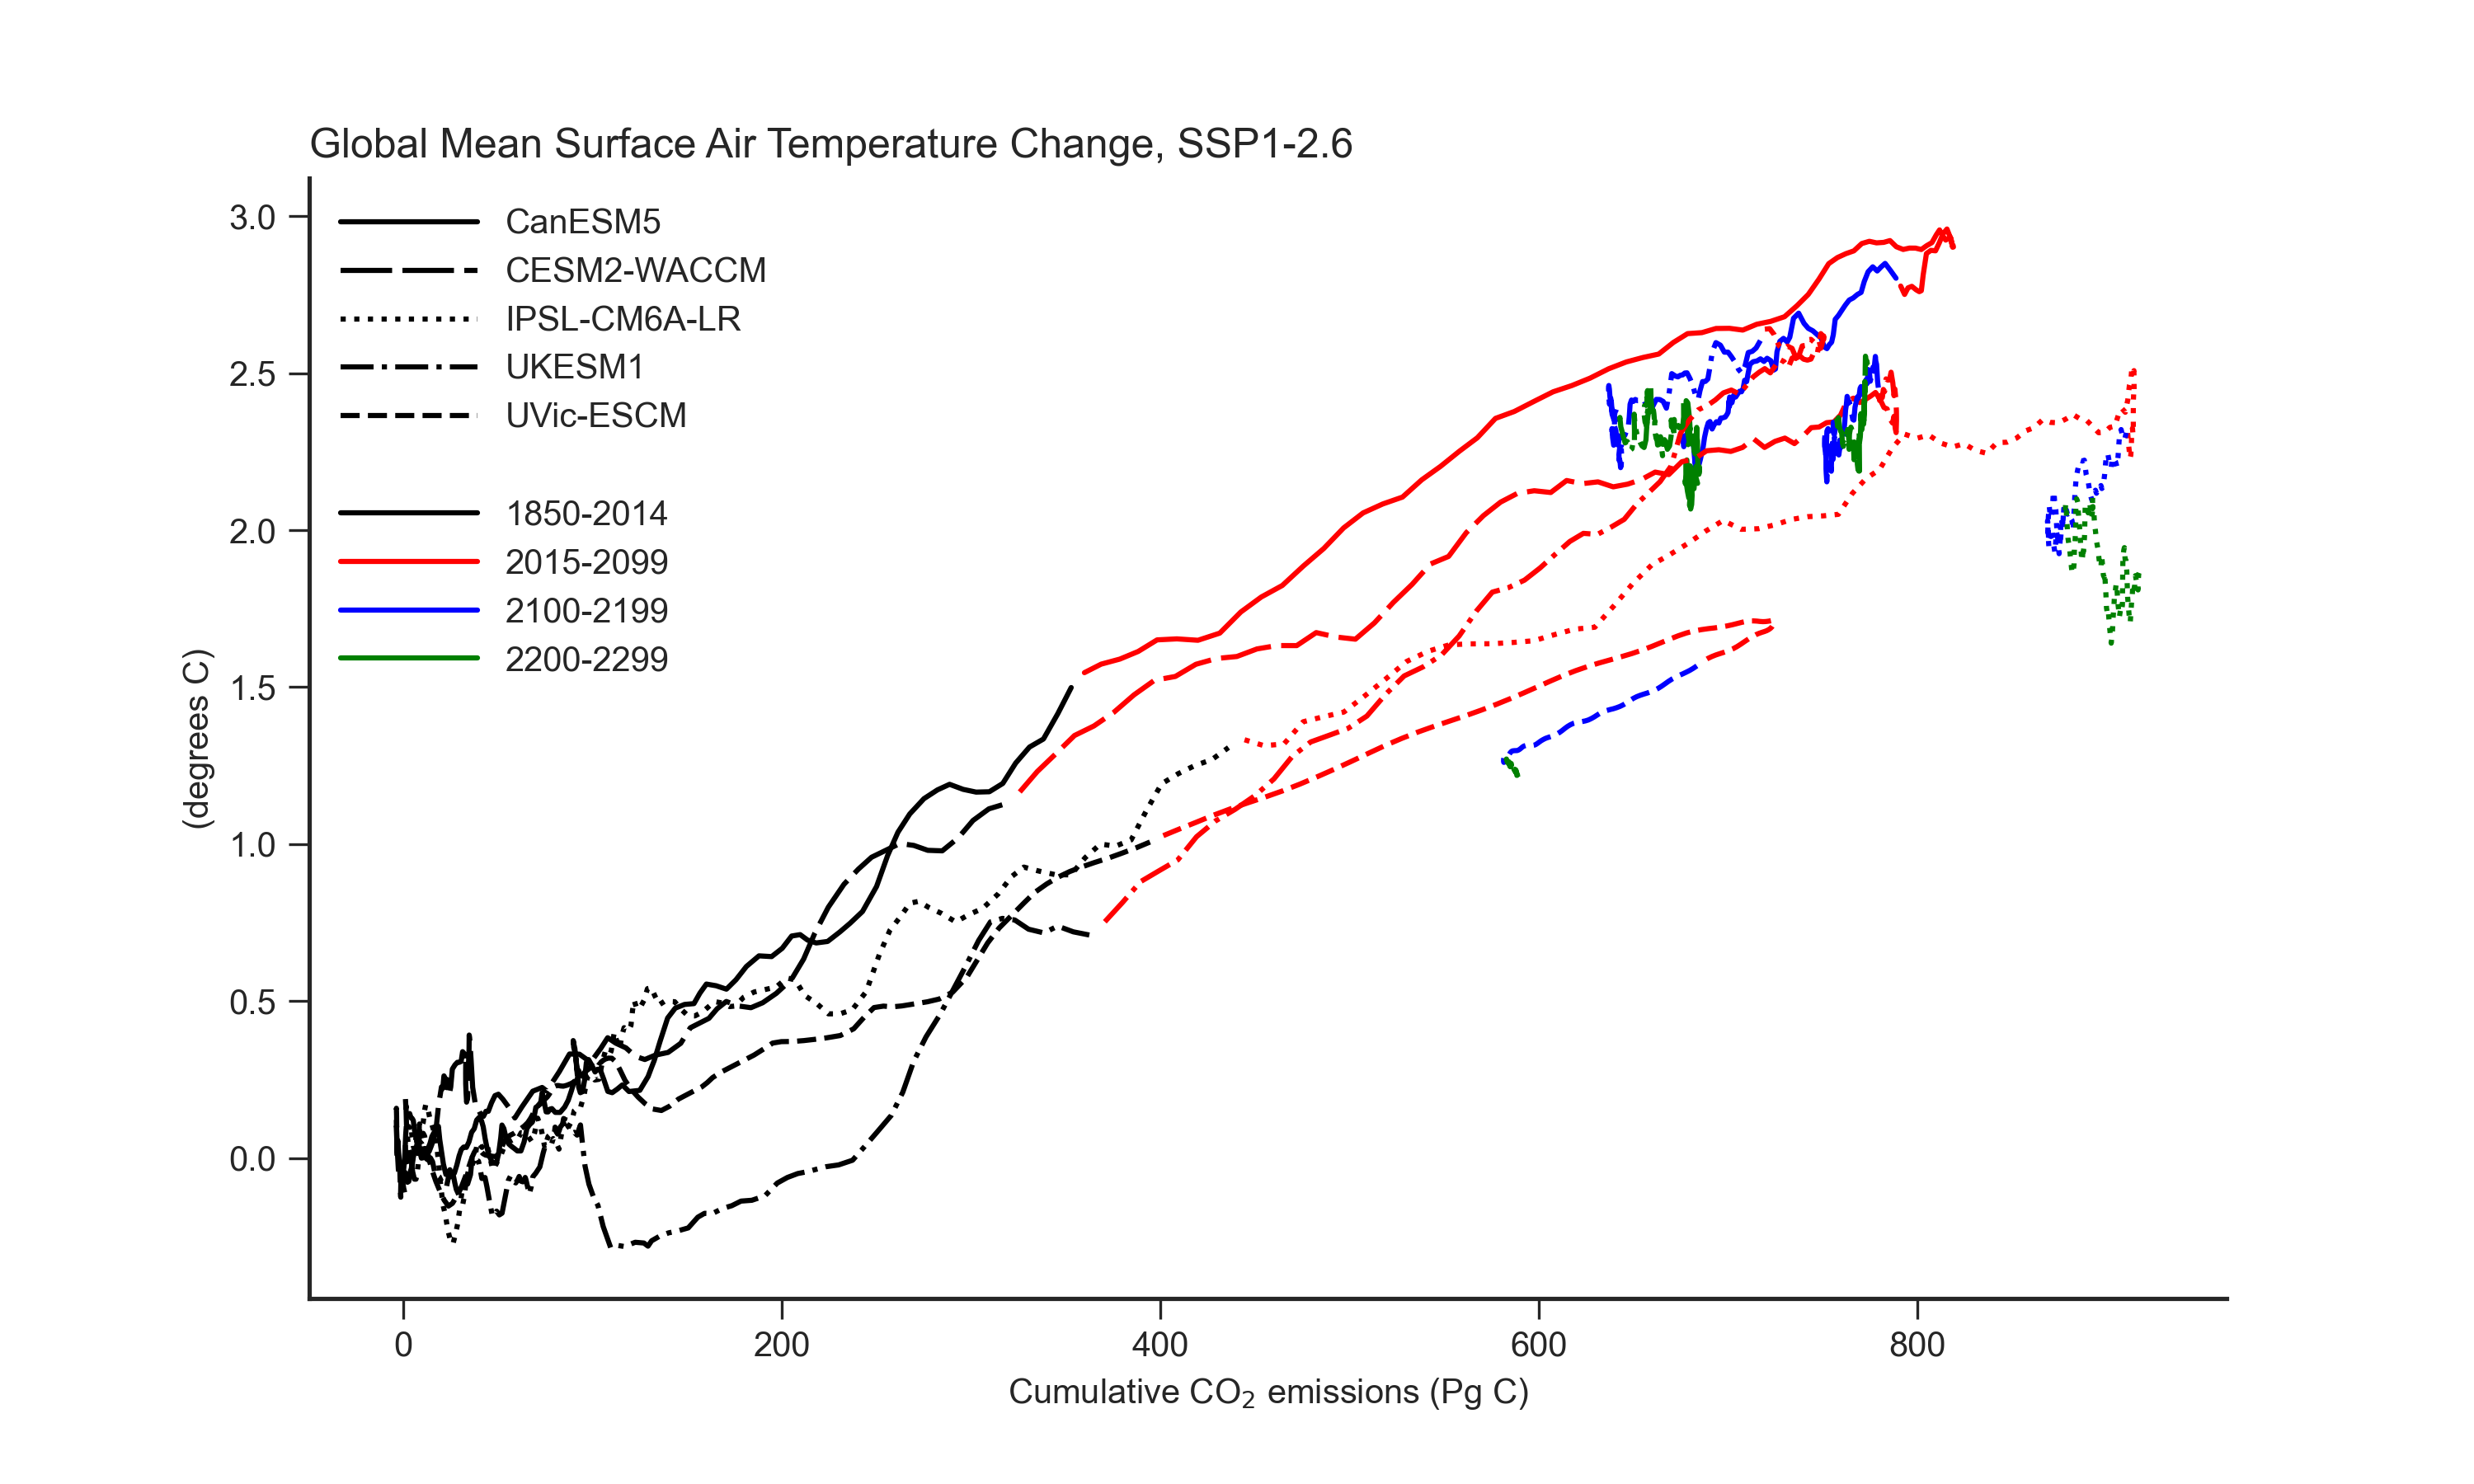 Global Mean Surface Air Temperature Change, SSP1-2.6
3.0
2.5
2.0
1.5
1.0
0.5
0.0
(degrees C)
CanESM5
CESM2-WACCM
IPSL-CM6A-LR
UKESM1
UVic-ESCM
1850-2014
2015-2099
2100-2199
2200-2299
0 200 400 600 800
Cumulative CO₂ emissions (Pg C)